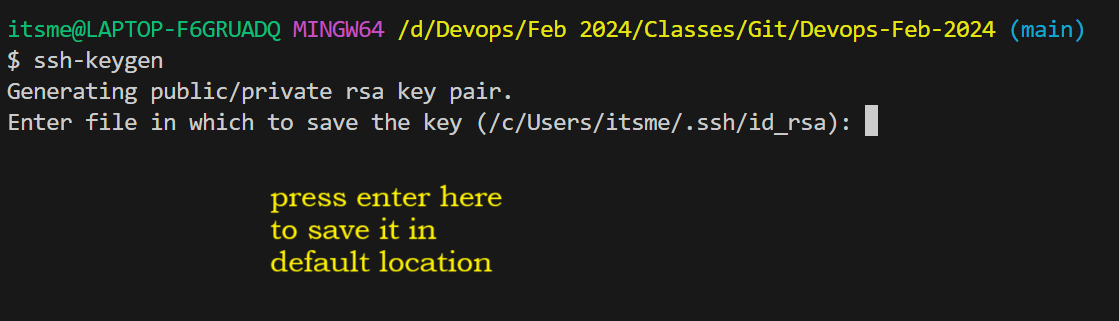 itsme@LAPTOP-F6GRUADQ MINGW64 /d/Devops/Feb 2024/Classes/Git/Devops-Feb-2024 (main)
$ ssh-keygen
Generating public/private rsa key pair.
Enter file in which to save the key (/c/Users/itsme/.ssh/id_rsa):
press enter here
to save it in
default location